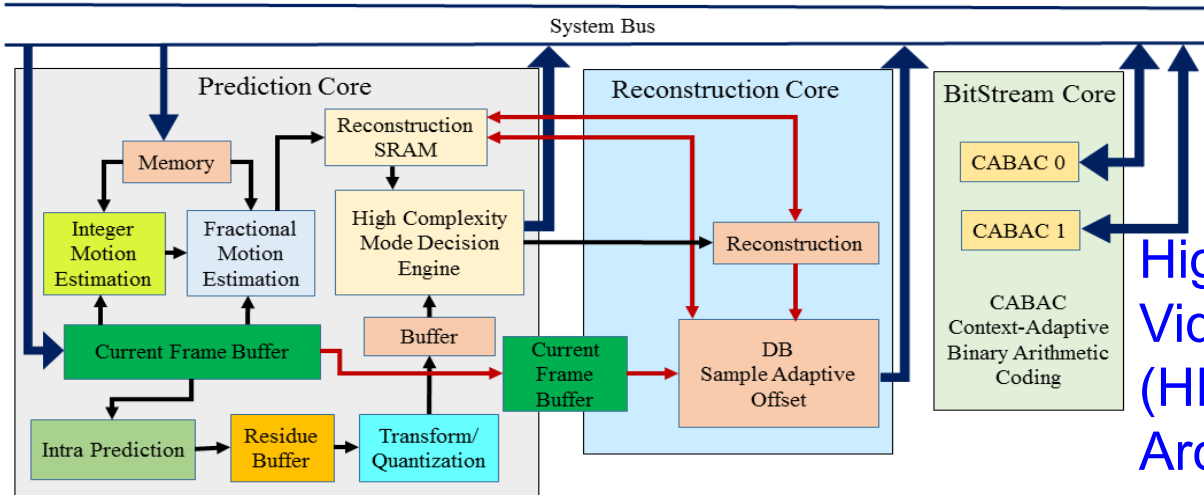 System Bus
Prediction Core
Reconstruction
SRAM
Memory
Integer
Motion
Estimation
Fractional
Motion
Estimation
High Complexity
Mode Decision
Engine
Current Frame Buffer
Buffer
Intra Prediction
Residue
Buffer
Transform/
Quantization
Reconstruction Core
Reconstruction
Current
Frame
Buffer
DB
Sample Adaptive
Offset
BitStream Core
CABAC 0
CABAC 1
CABAC
Context-Adaptive
Binary Arithmetic
Coding